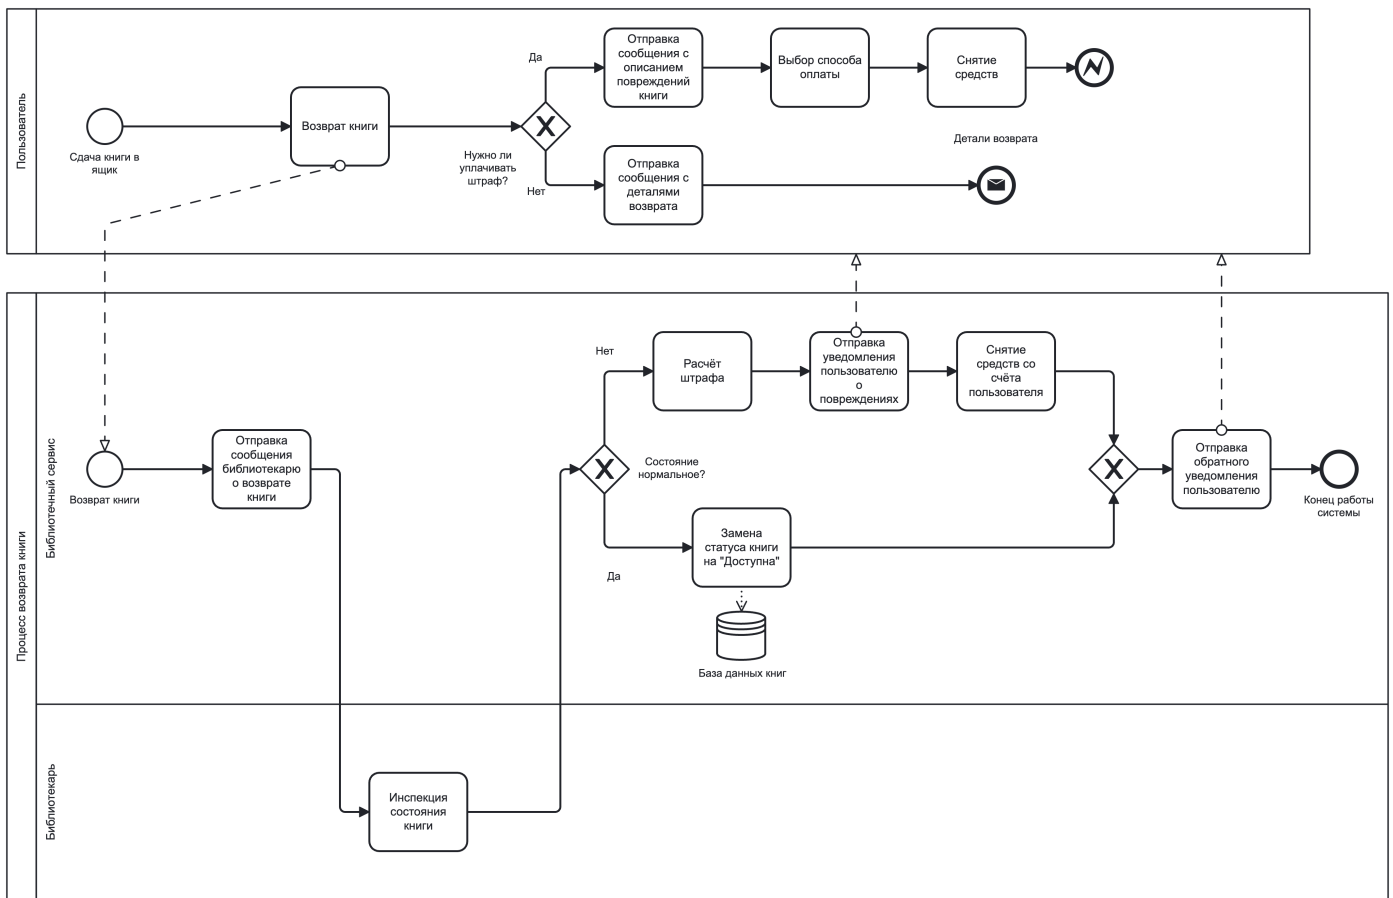 Пользователь
Сдача книги в
ящик
Возврат книги
Нужно ли
уплачивать
штраф?
Да
Нет
Отправка
сообщения с
описанием
повреждений
книги
Выбор способа
оплаты
Снятие
средств
Отправка
сообщения с
деталями
возврата
Детали возврата
Процесс возврата книги
Библиотечный сервис
Возврат книги
Отправка
сообщения
библиотекарю
о возврате
книги
Состояние
нормальное?
Нет
Да
Расчёт
штрафа
Отправка
уведомления
пользователю
о
повреждениях
Снятие
средств со
счёта
пользователя
Замена
статуса книги
на "Доступна"
База данных книг
Отправка
обратного
уведомления
пользователю
Конец работы
системы
Библиотекарь
Инспекция
состояния
книги